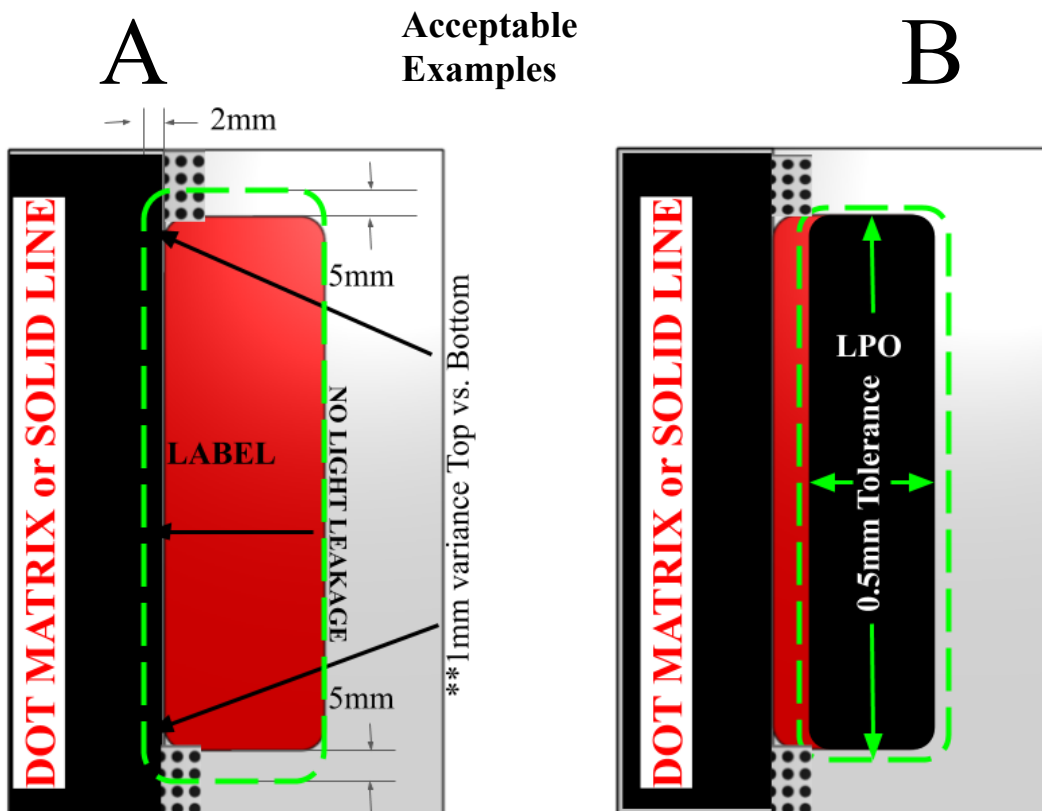 A
Acceptable
Examples
B
2mm
5mm
DOT MATRIX or SOLID LINE
LABEL
NO LIGHT LEAKAGE
**1mm variance Top vs. Bottom
5mm
DOT MATRIX or SOLID LINE
LPO
0.5mm Tolerance